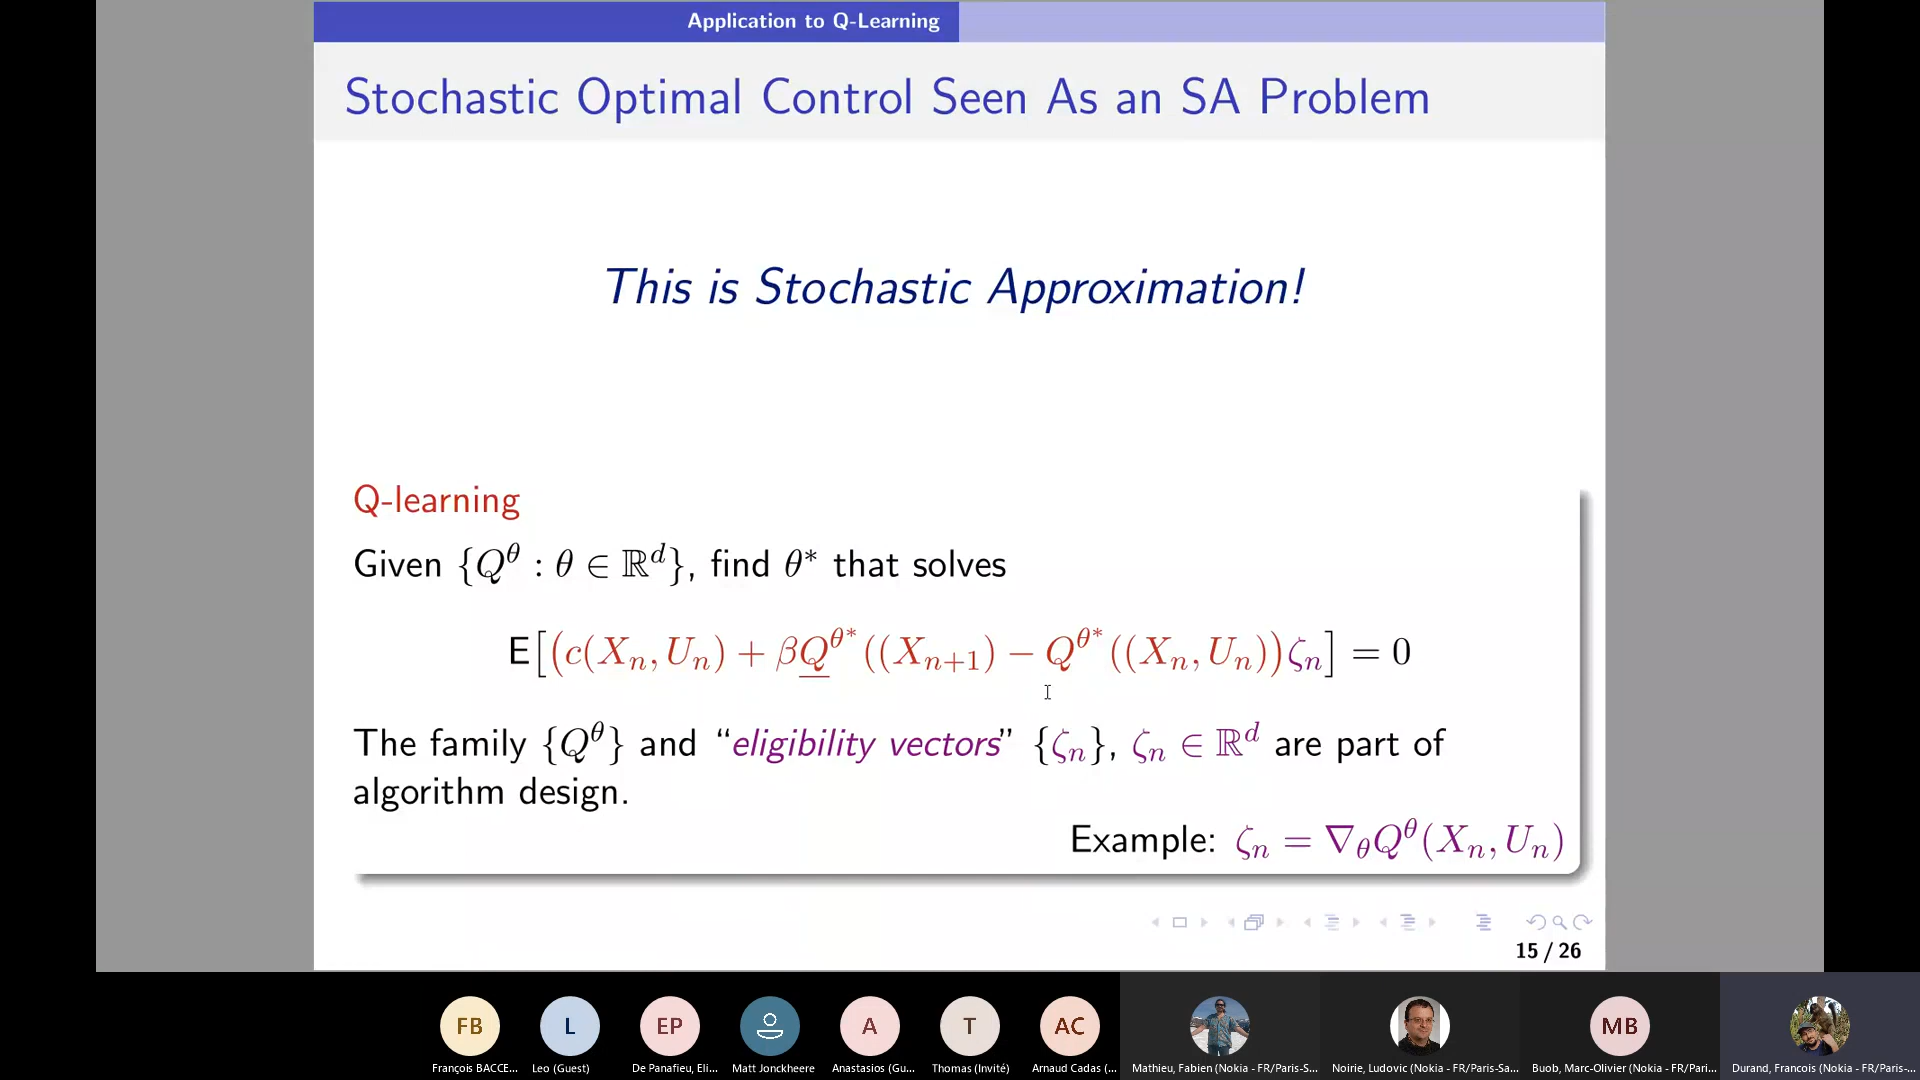 Application to Q-Learning
Stochastic Optimal Control Seen As an SA Problem
This is Stochastic Approximation!
Q-learning
Given {Q^θ : θ ∈ ℝ^d}, find θ* that solves
E[(c(X_n, U_n) + βQ̲^θ*((X_{n+1}) − Q^θ*((X_n, U_n))ζ_n] = 0
The family {Q^θ} and “eligibility vectors” {ζ_n}, ζ_n ∈ ℝ^d are part of
algorithm design.
Example: ζ_n = ∇_θQ^θ(X_n, U_n)
15 / 26
FB L EP A T AC MB
François BACCE... Leo (Guest) De Panafieu, Eli... Matt Jonckheere Anastasios (Gu... Thomas (Invité) Arnaud Cadas (... Mathieu, Fabien (Nokia - FR/Paris-S... Noirie, Ludovic (Nokia - FR/Paris-Sa... Buob, Marc-Olivier (Nokia - FR/Pari... Durand, Francois (Nokia - FR/Paris-...